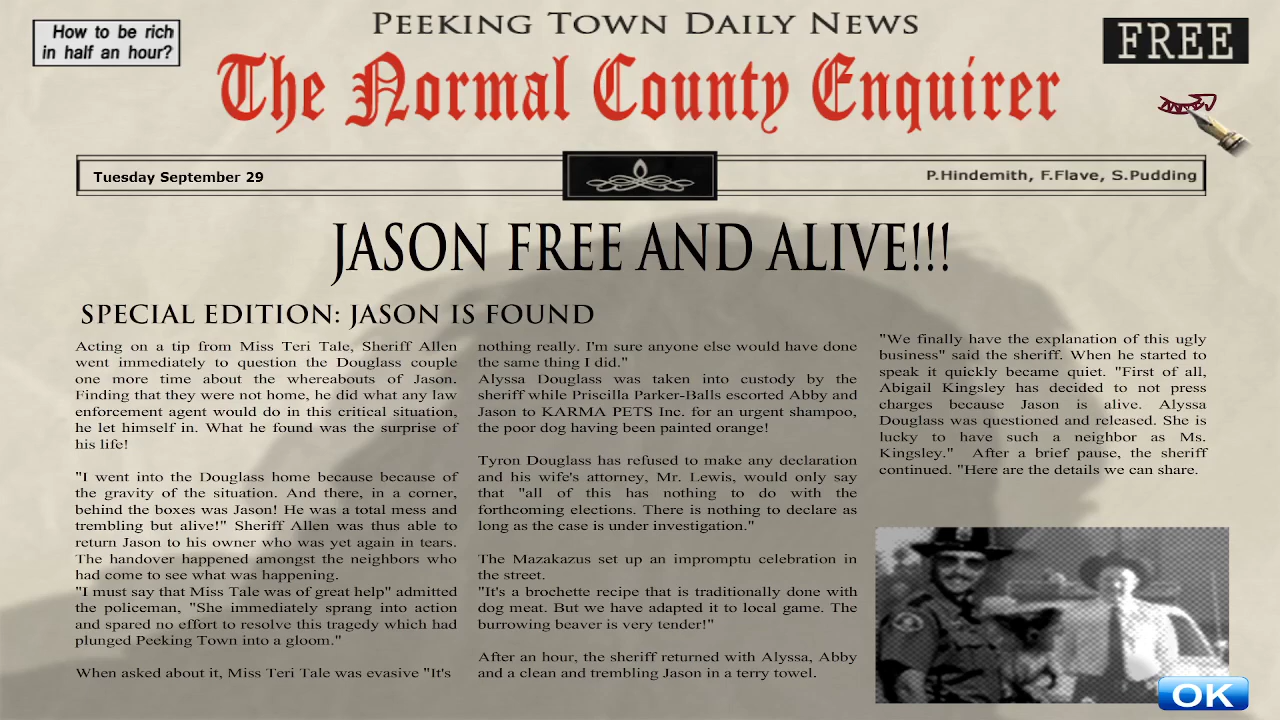 How to be rich
in half an hour?
PEEKING TOWN DAILY NEWS
FREE
The Normal County Enquirer
Tuesday September 29
P.Hindemith, F.Flave, S.Pudding
JASON FREE AND ALIVE!!!
SPECIAL EDITION: JASON IS FOUND
Acting on a tip from Miss Teri Tale, Sheriff Allen
went immediately to question the Douglass couple
one more time about the whereabouts of Jason.
Finding that they were not home, he did what any law
enforcement agent would do in this critical situation,
he let himself in. What he found was the surprise of
his life!
"I went into the Douglass home because because of
the gravity of the situation. And there, in a corner,
behind the boxes was Jason! He was a total mess and
trembling but alive!" Sheriff Allen was thus able to
return Jason to his owner who was yet again in tears.
The handover happened amongst the neighbors who
had come to see what was happening.
"I must say that Miss Tale was of great help" admitted
the policeman, "She immediately sprang into action
and spared no effort to resolve this tragedy which had
plunged Peeking Town into a gloom."
When asked about it, Miss Teri Tale was evasive "It's
nothing really. I'm sure anyone else would have done
the same thing I did."
Alyssa Douglass was taken into custody by the
sheriff while Priscilla Parker-Balls escorted Abby and
Jason to KARMA PETS Inc. for an urgent shampoo,
the poor dog having been painted orange!
Tyron Douglass has refused to make any declaration
and his wife's attorney, Mr. Lewis, would only say
that "all of this has nothing to do with the
forthcoming elections. There is nothing to declare as
long as the case is under investigation."
The Mazakazus set up an impromptu celebration in
the street.
"It's a brochette recipe that is traditionally done with
dog meat. But we have adapted it to local game. The
burrowing beaver is very tender!"
After an hour, the sheriff returned with Alyssa, Abby
and a clean and trembling Jason in a terry towel.
"We finally have the explanation of this ugly
business" said the sheriff. When he started to
speak it quickly became quiet. "First of all,
Abigail Kingsley has decided to not press
charges because Jason is alive. Alyssa
Douglass was questioned and released. She is
lucky to have such a neighbor as Ms.
Kingsley." After a brief pause, the sheriff
continued. "Here are the details we can share.
OK